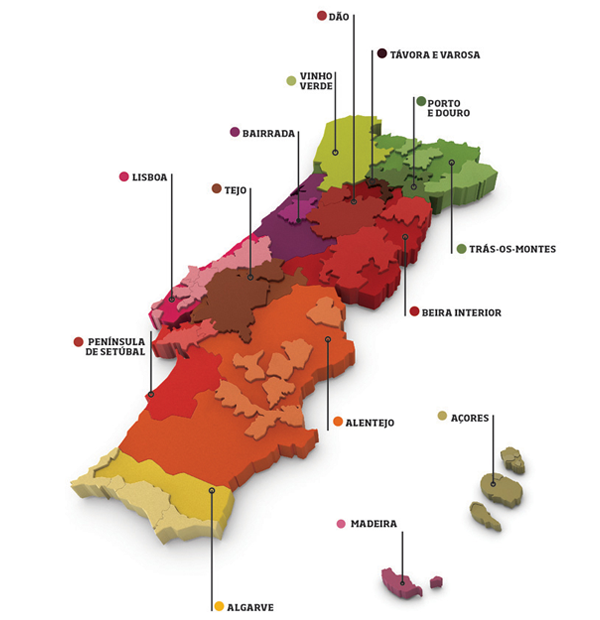 DÃO
TÁVORA E VAROSA
VINHO
VERDE
PORTO
E DOURO
BAIRRADA
LISBOA
TEJO
TRÁS-OS-MONTES
BEIRA INTERIOR
PENÍNSULA
DE SETÚBAL
ALENTEJO
AÇORES
MADEIRA
ALGARVE